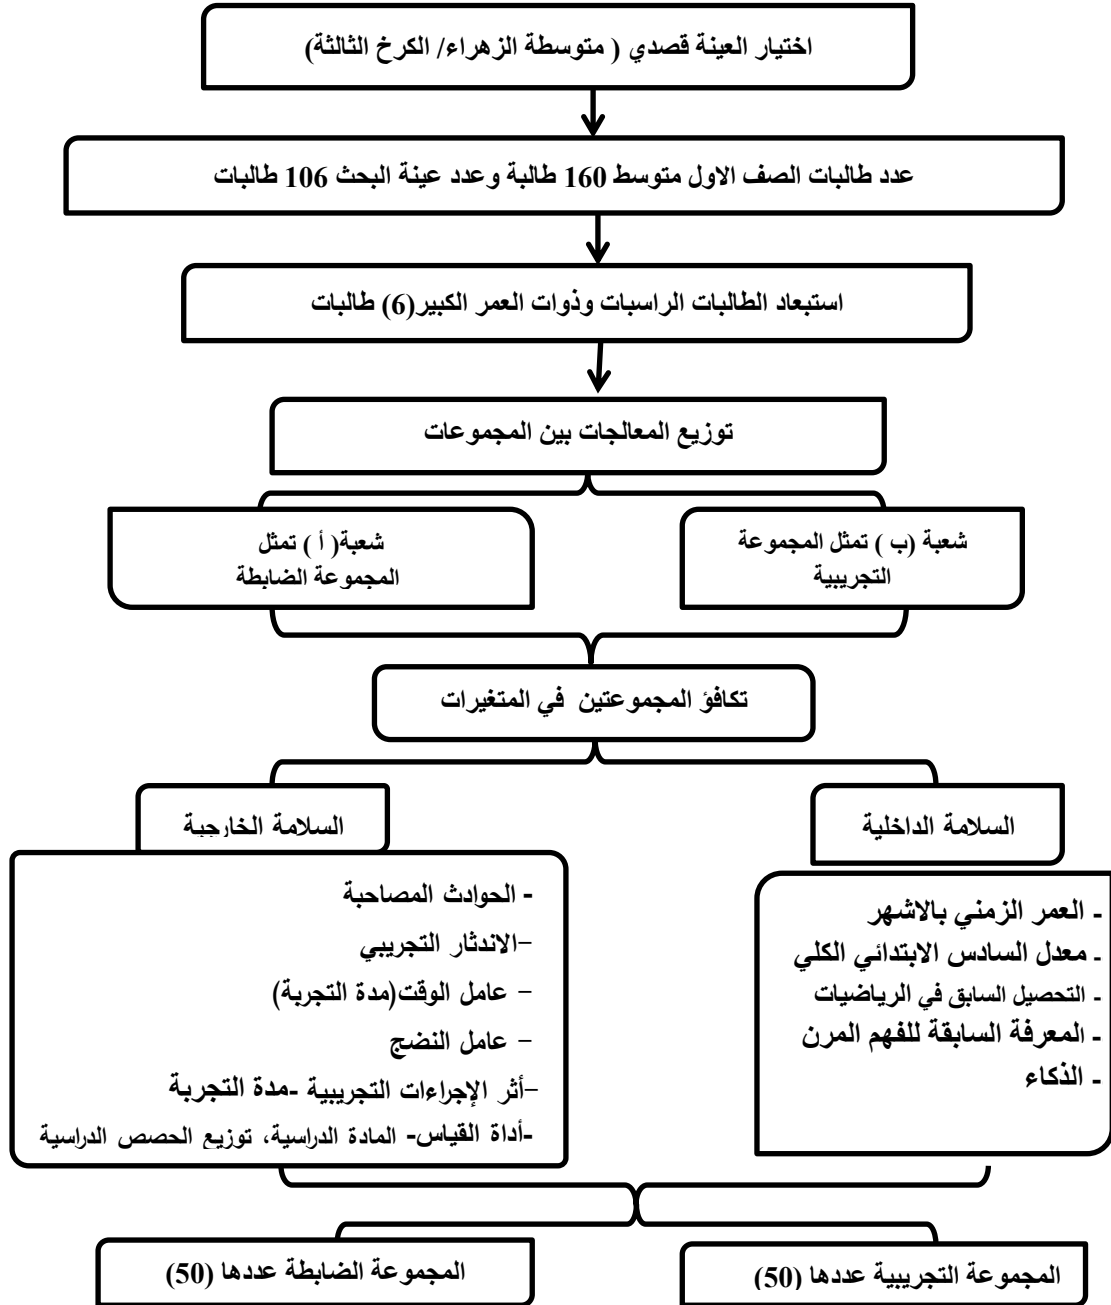 اختيار العينة قصدي ( متوسطة الزهراء/ الكرخ الثالثة)
عدد طالبات الصف الاول متوسط 160 طالبة وعدد عينة البحث 106 طالبات
استبعاد الطالبات الراسبات وذوات العمر الكبير(6) طالبات
توزيع المعالجات بين المجموعات
شعبة (ب ) تمثل المجموعة
التجريبية
شعبة( أ ) تمثل
المجموعة الضابطة
تكافؤ المجموعتين في المتغيرات
السلامة الداخلية
السلامة الخارجية
- العمر الزمني بالاشهر
- معدل السادس الابتدائي الكلي
- التحصيل السابق في الرياضيات
- المعرفة السابقة للفهم المرن
- الذكاء
- الحوادث المصاحبة
-الاندثار التجريبي
- عامل الوقت(مدة التجربة)
- عامل النضج
-أثر الإجراءات التجريبية -مدة التجربة
-أداة القياس- المادة الدراسية، توزيع الحصص الدراسية
المجموعة التجريبية عددها (50)
المجموعة الضابطة عددها (50)